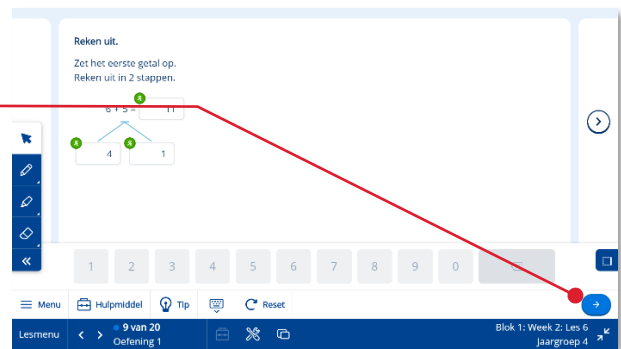 Reken uit.
Zet het eerste getal op.
Reken uit in 2 stappen.
6 + 5 = 11
4 1
1 2 3 4 5 6 7 8 9 0
Menu Hulpmiddel Tip Reset
Lesmenu 9 van 20 Blok 1: Week 2: Les 6
Oefening 1 Jaargroep 4